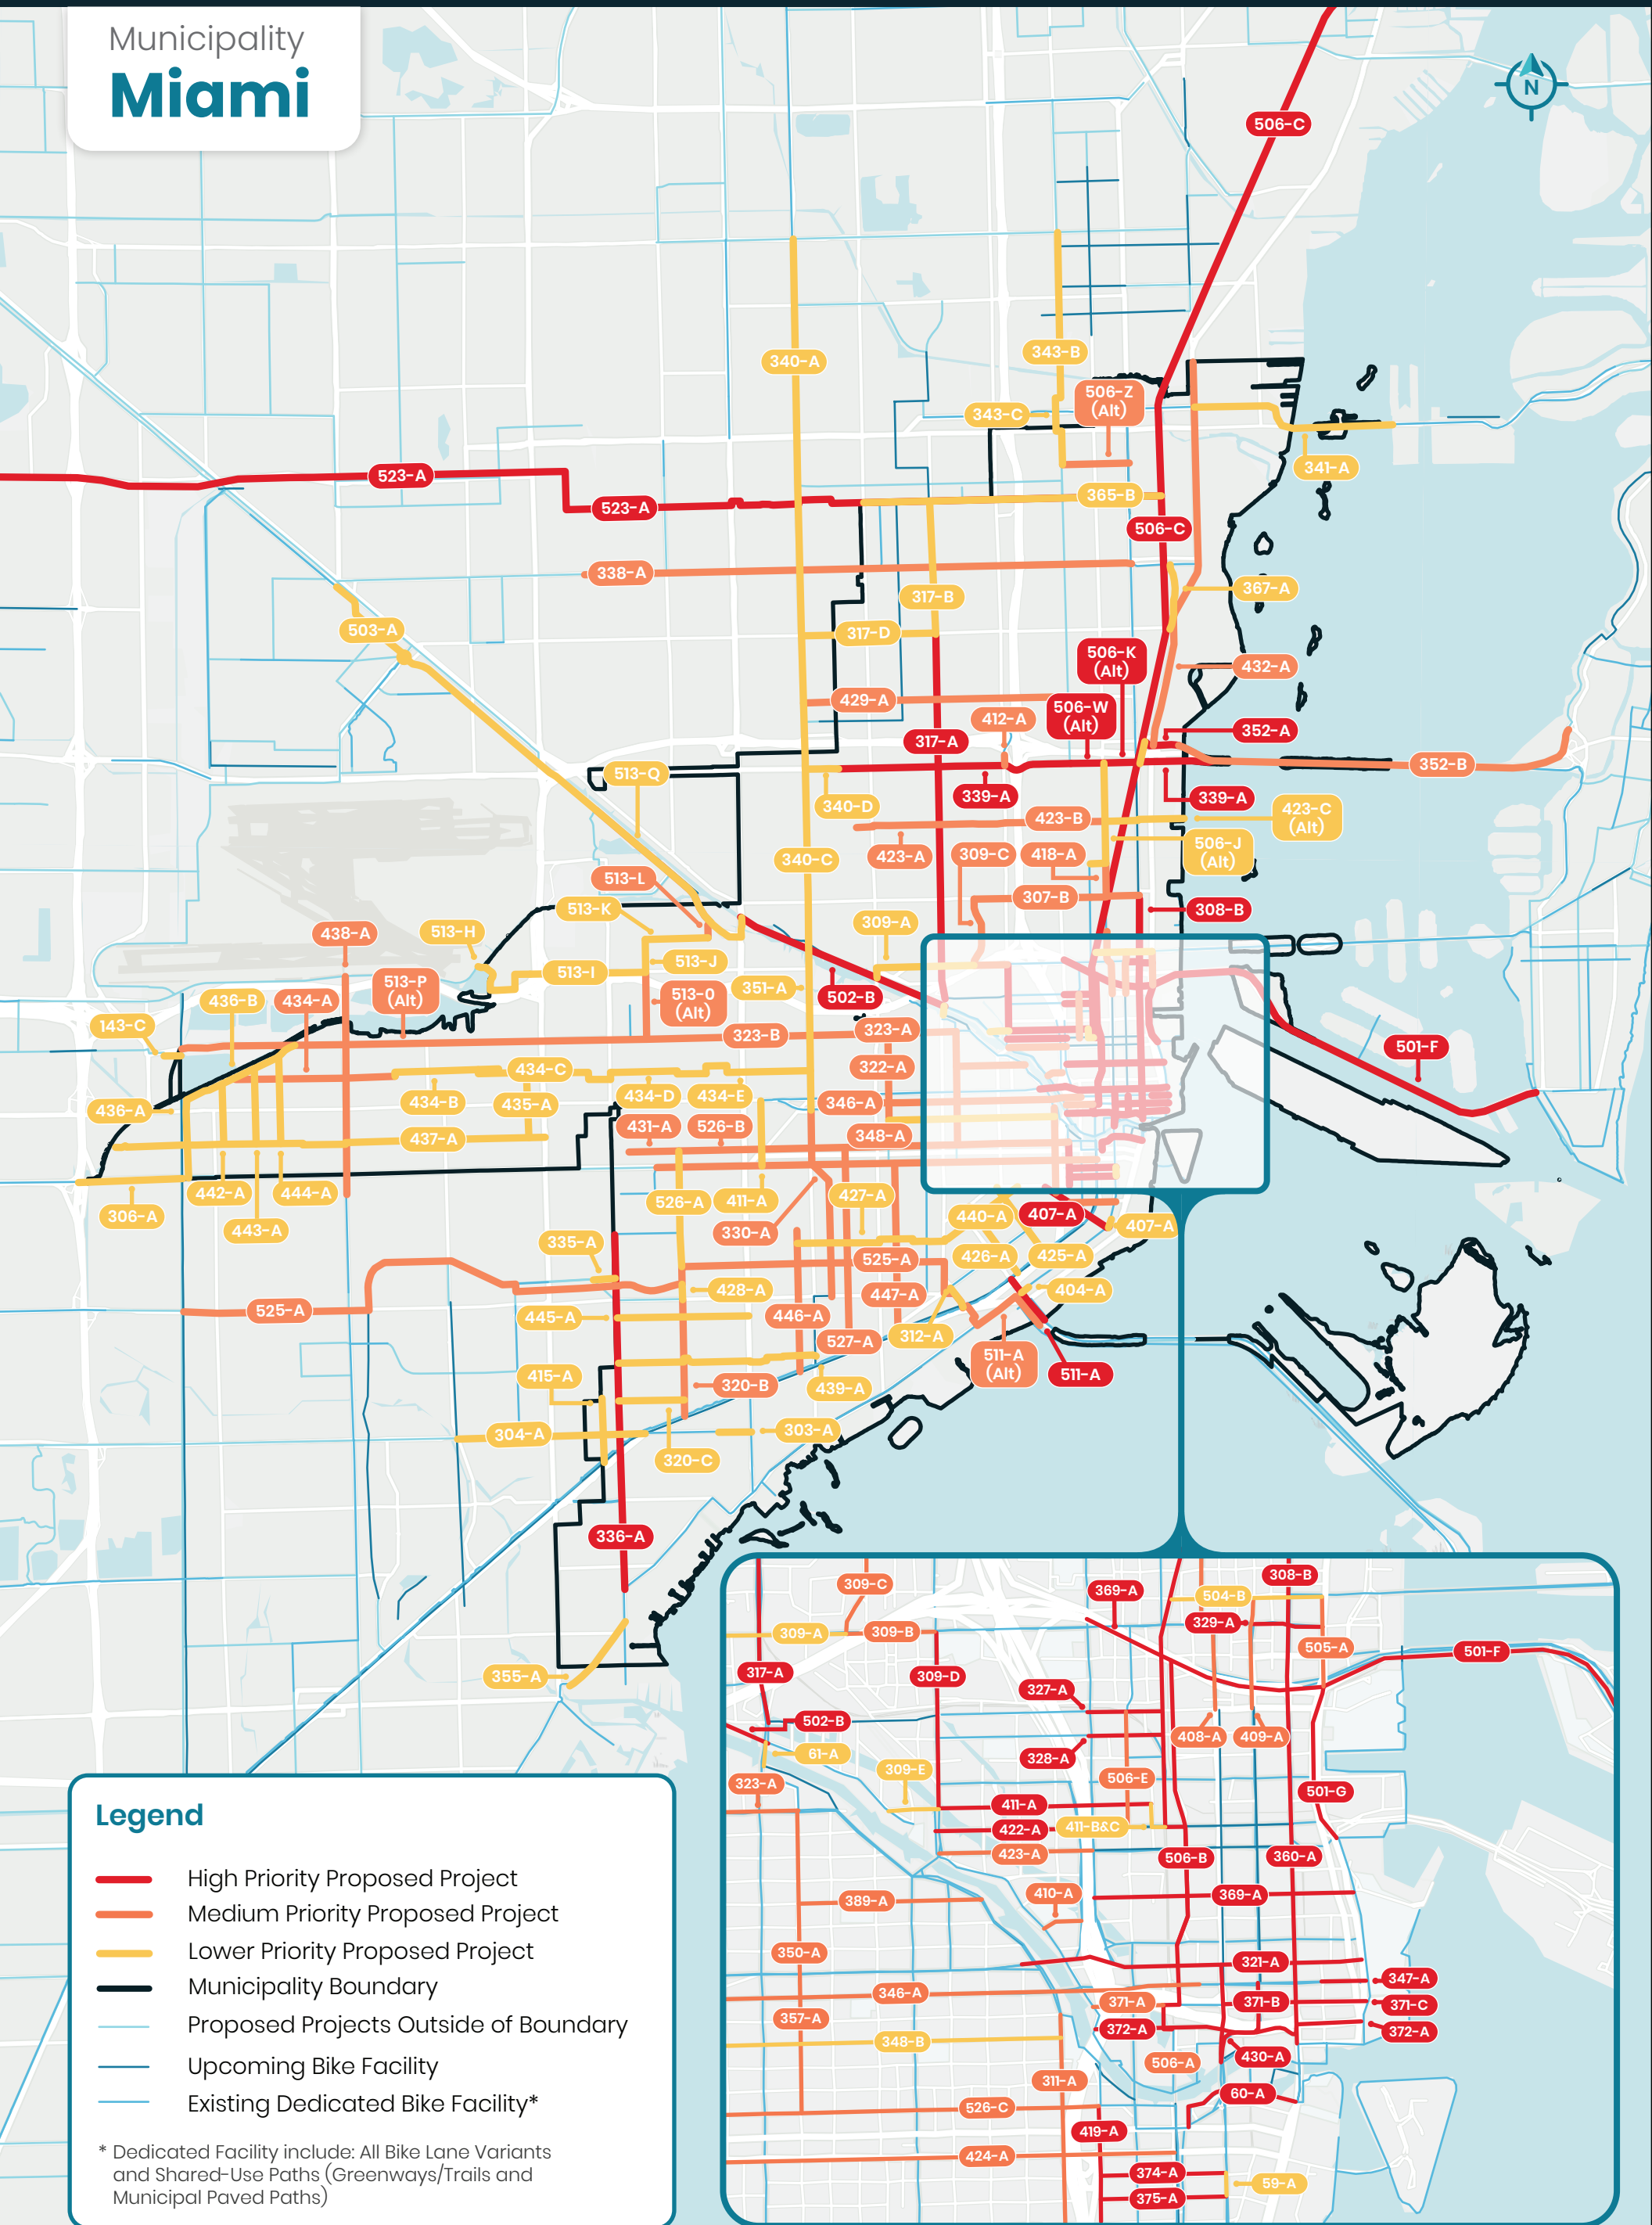 Municipality
Miami
N
506-C
340-A
343-B
506-Z
(Alt)
343-C
341-A
523-A
523-A
365-B
506-C
338-A
317-B
367-A
503-A
317-D
506-K
(Alt)
432-A
429-A
412-A
506-W
(Alt)
352-A
317-A
352-B
513-Q
340-D
339-A
339-A
423-C
(Alt)
423-B
506-J
(Alt)
340-C
423-A
309-C
418-A
513-L
307-B
513-K
308-B
309-A
438-A
513-H
513-J
513-I
513-P
(Alt)
351-A
513-0
(Alt)
502-B
436-B
434-A
143-C
323-B
323-A
501-F
434-C
322-A
436-A
434-B
435-A
434-D
434-E
346-A
431-A
526-B
437-A
348-A
442-A
444-A
526-A
411-A
427-A
306-A
443-A
330-A
440-A
407-A
407-A
335-A
525-A
426-A
425-A
428-A
404-A
525-A
445-A
446-A
447-A
527-A
312-A
511-A
(Alt)
511-A
415-A
320-B
439-A
304-A
303-A
320-C
336-A
355-A
309-C
369-A
308-B
504-B
329-A
309-A
309-B
505-A
501-F
317-A
309-D
327-A
502-B
408-A
409-A
61-A
328-A
309-E
323-A
506-E
501-G
411-A
422-A
411-B&C
423-A
506-B
360-A
389-A
410-A
369-A
350-A
321-A
347-A
346-A
371-A
371-B
371-C
357-A
372-A
372-A
348-B
506-A
430-A
311-A
60-A
526-C
419-A
424-A
374-A
59-A
375-A
Legend
High Priority Proposed Project
Medium Priority Proposed Project
Lower Priority Proposed Project
Municipality Boundary
Proposed Projects Outside of Boundary
Upcoming Bike Facility
Existing Dedicated Bike Facility*
* Dedicated Facility include: All Bike Lane Variants
and Shared-Use Paths (Greenways/Trails and
Municipal Paved Paths)